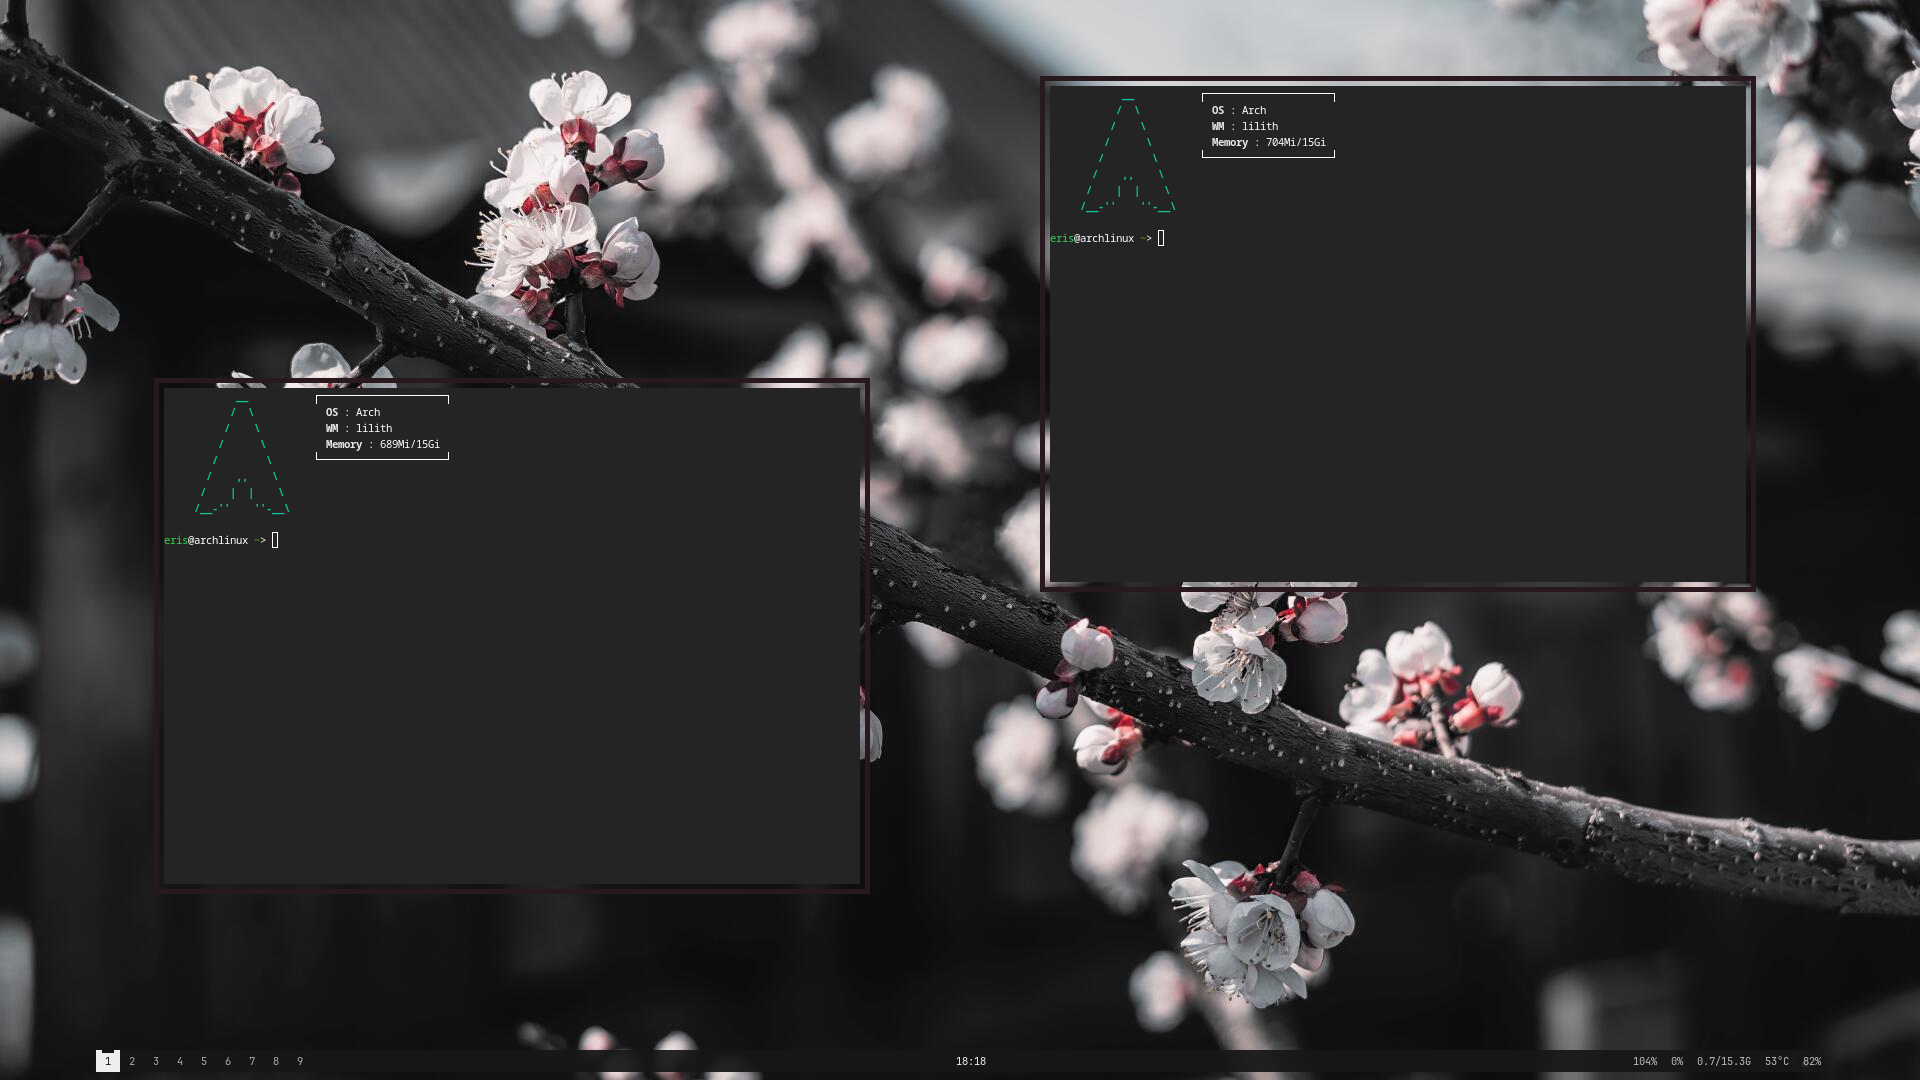 OS : Arch
WM : lilith
Memory : 704Mi/15Gi
eris@archlinux ~>
OS : Arch
WM : lilith
Memory : 689Mi/15Gi
eris@archlinux ~>
1 2 3 4 5 6 7 8 9 18:18 104% 0% 0.7/15.3G 53°C 82%